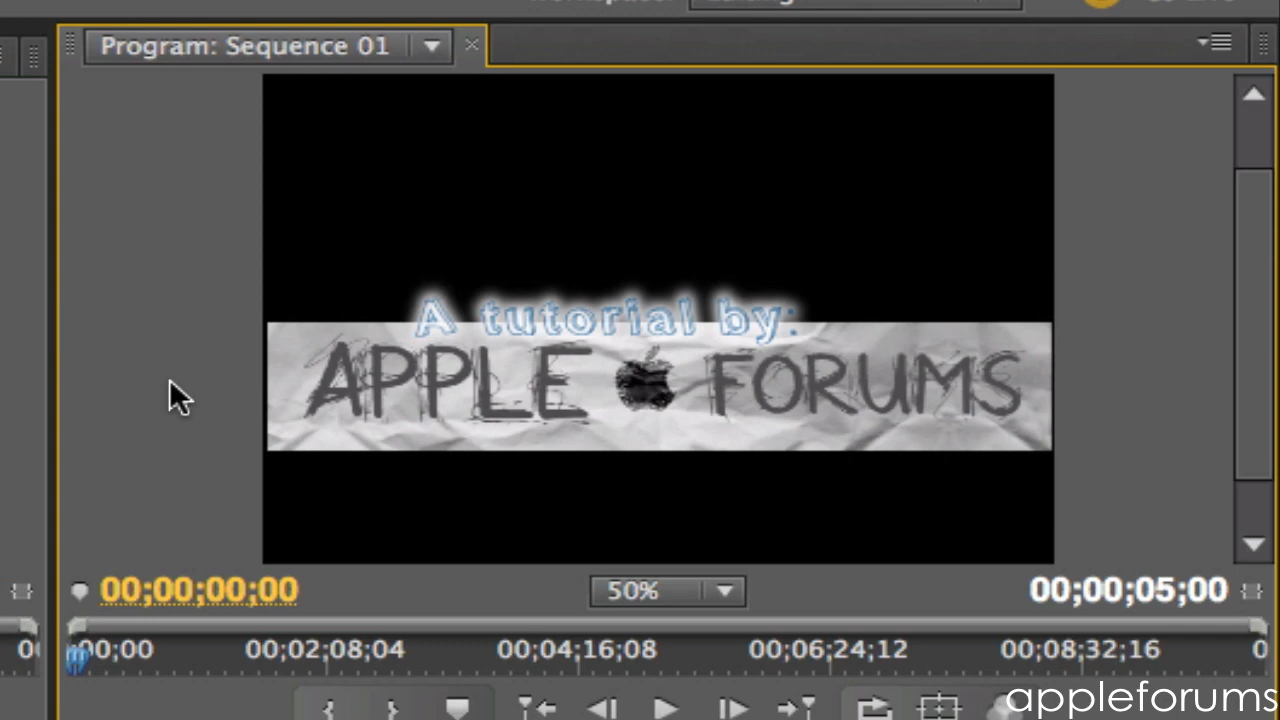 Program: Sequence 01
A tutorial by:
APPLE FORUMS
00;00;00;00
50%
00;00;05;00
00;00 00;02;08;04 00;04;16;08 00;06;24;12 00;08;32;16 0
appleforums